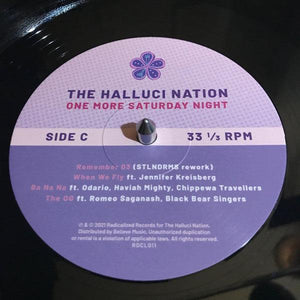 THE HALLUCI NATION
ONE MORE SATURDAY NIGHT
SIDE C 33 ⅓ RPM
Remember 03 (STLNDRMS rework)
When We Fly ft. Jennifer Kreisberg
Ba Na Na ft. Odario, Haviah Mighty, Chippewa Travellers
The OG ft. Romeo Saganash, Black Bear Singers
℗ © 2021 Radicalized Records for The Halluci Nation.
Distributed by Believe Music. Unauthorized duplication
or rental is a violation of applicable laws. All rights reserved.
RDCL011